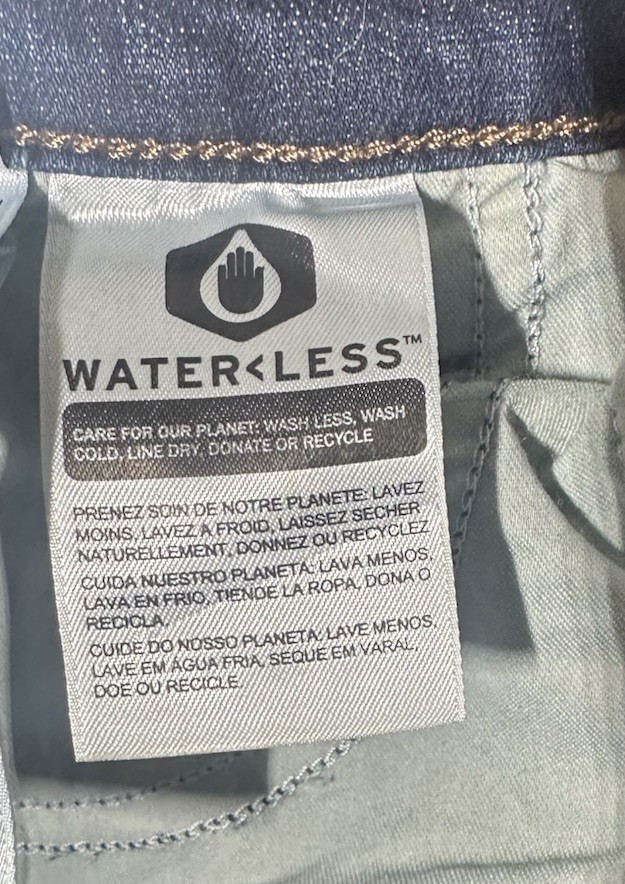 WATER<LESS™
CARE FOR OUR PLANET: WASH LESS, WASH
COLD, LINE DRY, DONATE OR RECYCLE
PRENEZ SOIN DE NOTRE PLANETE: LAVEZ
MOINS, LAVEZ A FROID, LAISSEZ SECHER
NATURELLEMENT, DONNEZ OU RECYCLEZ
CUIDA NUESTRO PLANETA: LAVA MENOS,
LAVA EN FRIO, TIENDE LA ROPA, DONA O
RECICLA.
CUIDE DO NOSSO PLANETA: LAVE MENOS,
LAVE EM ÁGUA FRIA, SEQUE EM VARAL,
DOE OU RECICLE.